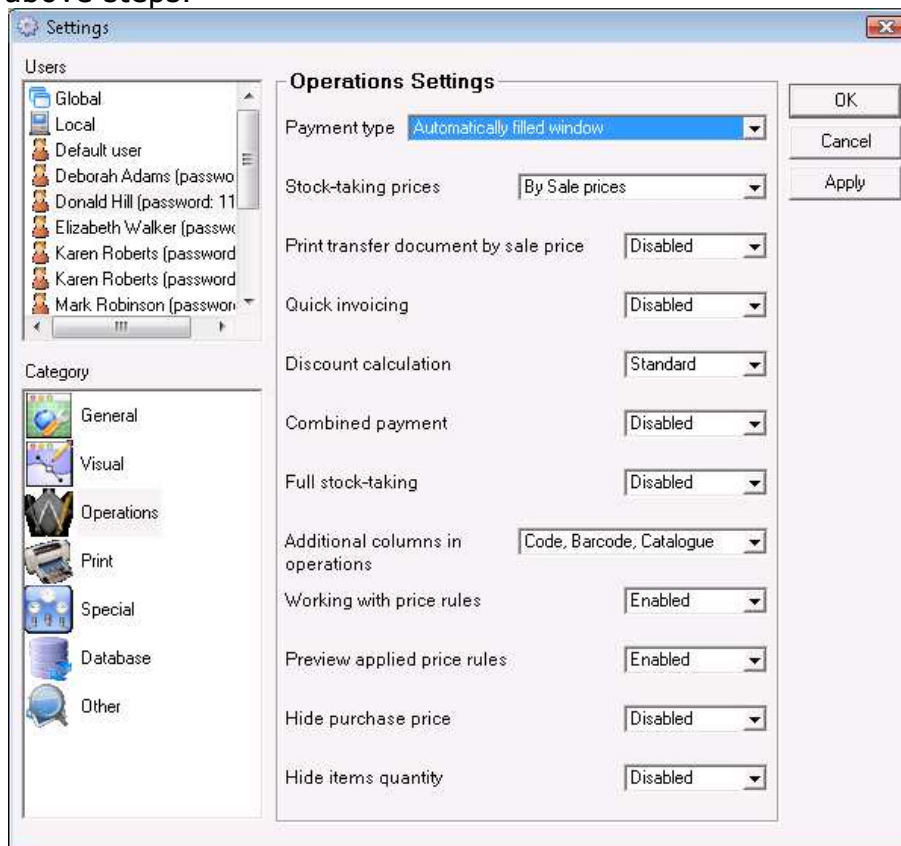 above steps.
Settings
Users
Global
Local
Default user
Deborah Adams (passwo
Donald Hill (password: 11
Elizabeth Walker (passw
Karen Roberts (password
Karen Roberts (password
Mark Robinson (passwor
Category
General
Visual
Operations
Print
Special
Database
Other
Operations Settings
Payment type Automatically filled window
Stock-taking prices By Sale prices
Print transfer document by sale price Disabled
Quick invoicing Disabled
Discount calculation Standard
Combined payment Disabled
Full stock-taking Disabled
Additional columns in operations Code, Barcode, Catalogue
Working with price rules Enabled
Preview applied price rules Enabled
Hide purchase price Disabled
Hide items quantity Disabled
OK
Cancel
Apply